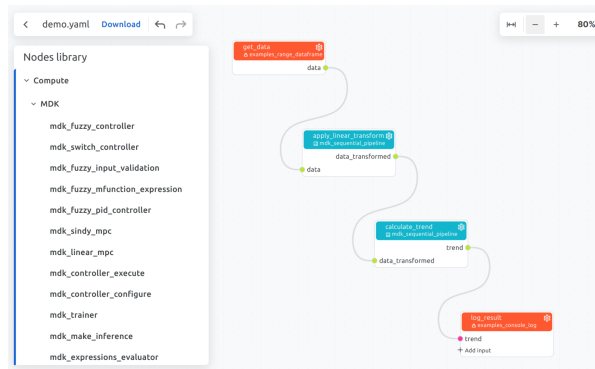 demo.yaml Download
80%
Nodes library
Compute
MDK
mdk_fuzzy_controller
mdk_switch_controller
mdk_fuzzy_input_validation
mdk_fuzzy_mfunction_expression
mdk_fuzzy_pid_controller
mdk_sindy_mpc
mdk_linear_mpc
mdk_controller_execute
mdk_controller_configure
mdk_trainer
mdk_make_inference
mdk_expressions_evaluator
get_data
examples_range_dataframe
data
apply_linear_transform
mdk_sequential_pipeline
data_transformed
data
calculate_trend
mdk_sequential_pipeline
trend
data_transformed
log_result
examples_console_log
trend
+ Add input